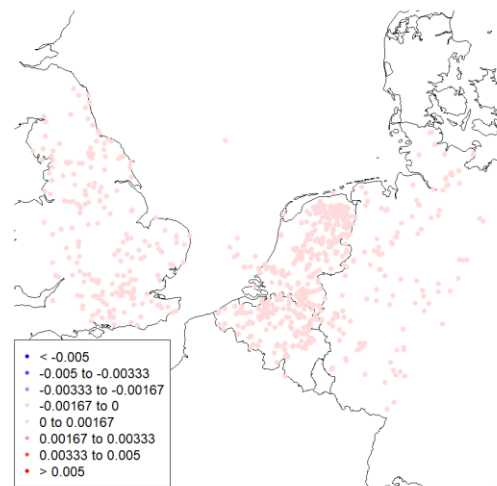 < -0.005
-0.005 to -0.00333
-0.00333 to -0.00167
-0.00167 to 0
0 to 0.00167
0.00167 to 0.00333
0.00333 to 0.005
> 0.005